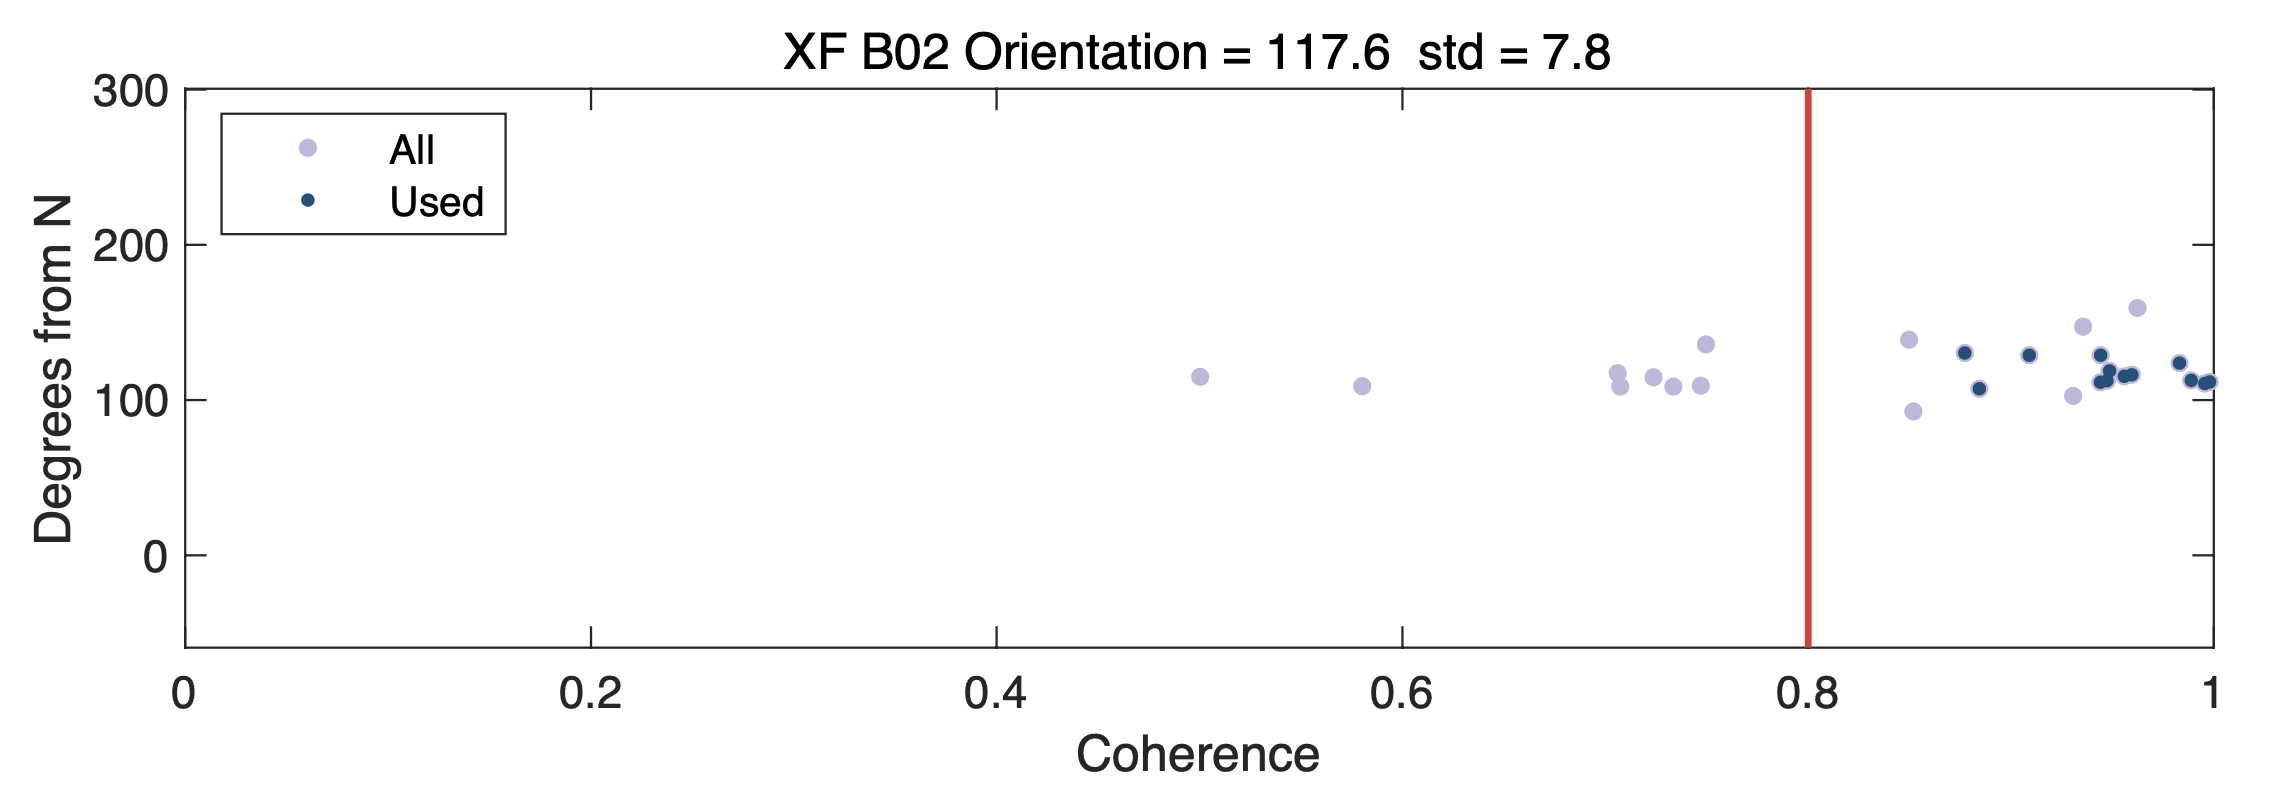 XF B02 Orientation = 117.6  std = 7.8
300
200
100
0
Degrees from N
All
Used
0 0.2 0.4 0.6 0.8 1
Coherence